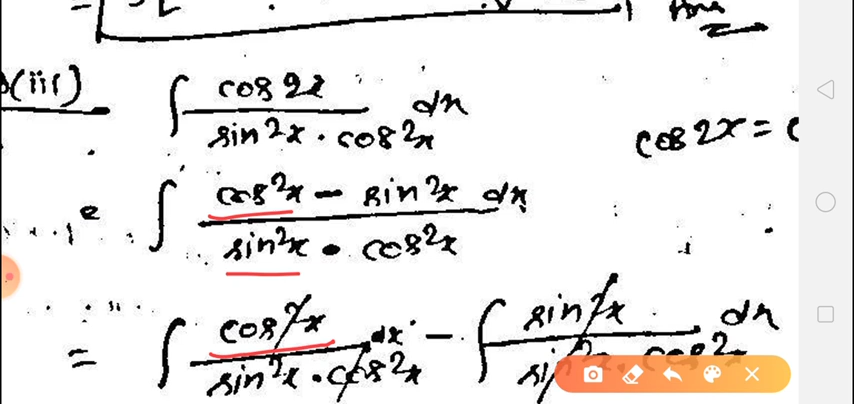 (iii) ∫ cos 2x / sin²x . cos²x dx
cos 2x =
= ∫ cos²x - sin²x / sin²x . cos²x dx
= ∫ cos²x / sin²x . cos²x dx - ∫ sin²x / sin²x . cos²x dx